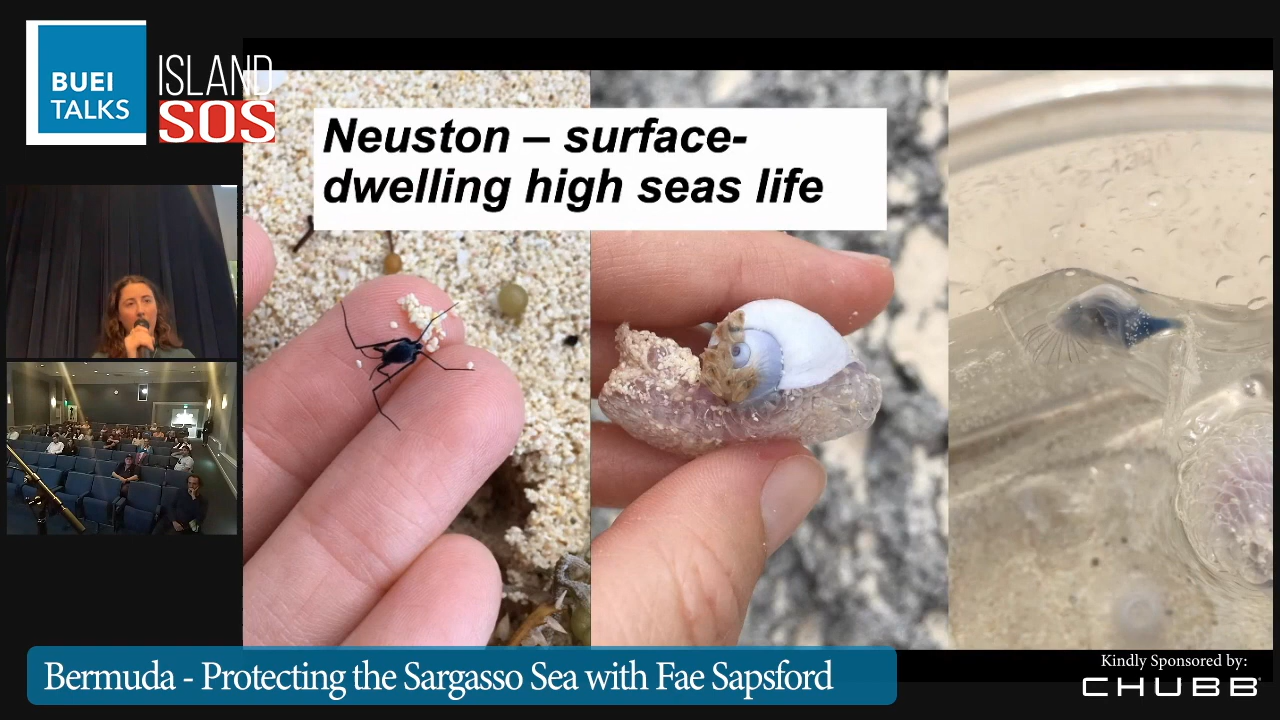 BUEI
TALKS
ISLAND
SOS
Neuston – surface-
dwelling high seas life
Bermuda - Protecting the Sargasso Sea with Fae Sapsford
Kindly Sponsored by:
CHUBB